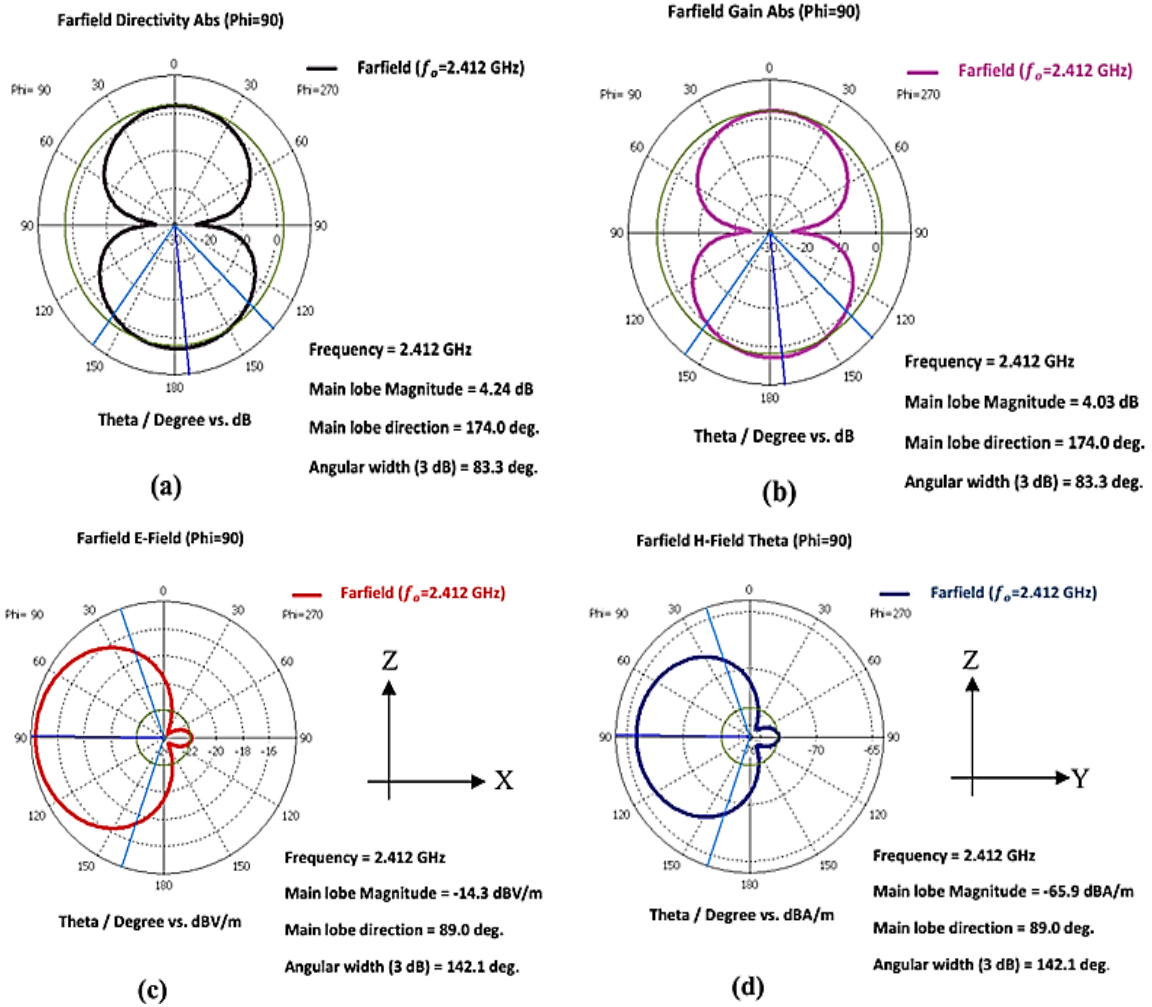 Farfield Directivity Abs (Phi=90)
Farfield (fo=2.412 GHz)
0
Phi= 90
30
30
Phi=270
60
60
90
-30
-20
-10
0
90
120
120
150
150
180
Theta / Degree vs. dB
Frequency = 2.412 GHz
Main lobe Magnitude = 4.24 dB
Main lobe direction = 174.0 deg.
Angular width (3 dB) = 83.3 deg.
(a)
Farfield Gain Abs (Phi=90)
Farfield (fo=2.412 GHz)
0
Phi= 90
30
30
Phi=270
60
60
90
-30
-20
-10
0
90
120
120
150
150
180
Theta / Degree vs. dB
Frequency = 2.412 GHz
Main lobe Magnitude = 4.03 dB
Main lobe direction = 174.0 deg.
Angular width (3 dB) = 83.3 deg.
(b)
Farfield E-Field (Phi=90)
Farfield (fo=2.412 GHz)
0
Phi= 90
30
30
Phi=270
60
60
90
-22
-20
-18
-15
90
120
120
150
150
180
Z
X
Theta / Degree vs. dBV/m
Frequency = 2.412 GHz
Main lobe Magnitude = -14.3 dBV/m
Main lobe direction = 89.0 deg.
Angular width (3 dB) = 142.1 deg.
(c)
Farfield H-Field Theta (Phi=90)
Farfield (fo=2.412 GHz)
0
Phi= 90
30
30
Phi=270
60
60
90
-70
-65
90
120
120
150
150
180
Z
Y
Theta / Degree vs. dBA/m
Frequency = 2.412 GHz
Main lobe Magnitude = -65.9 dBA/m
Main lobe direction = 89.0 deg.
Angular width (3 dB) = 142.1 deg.
(d)